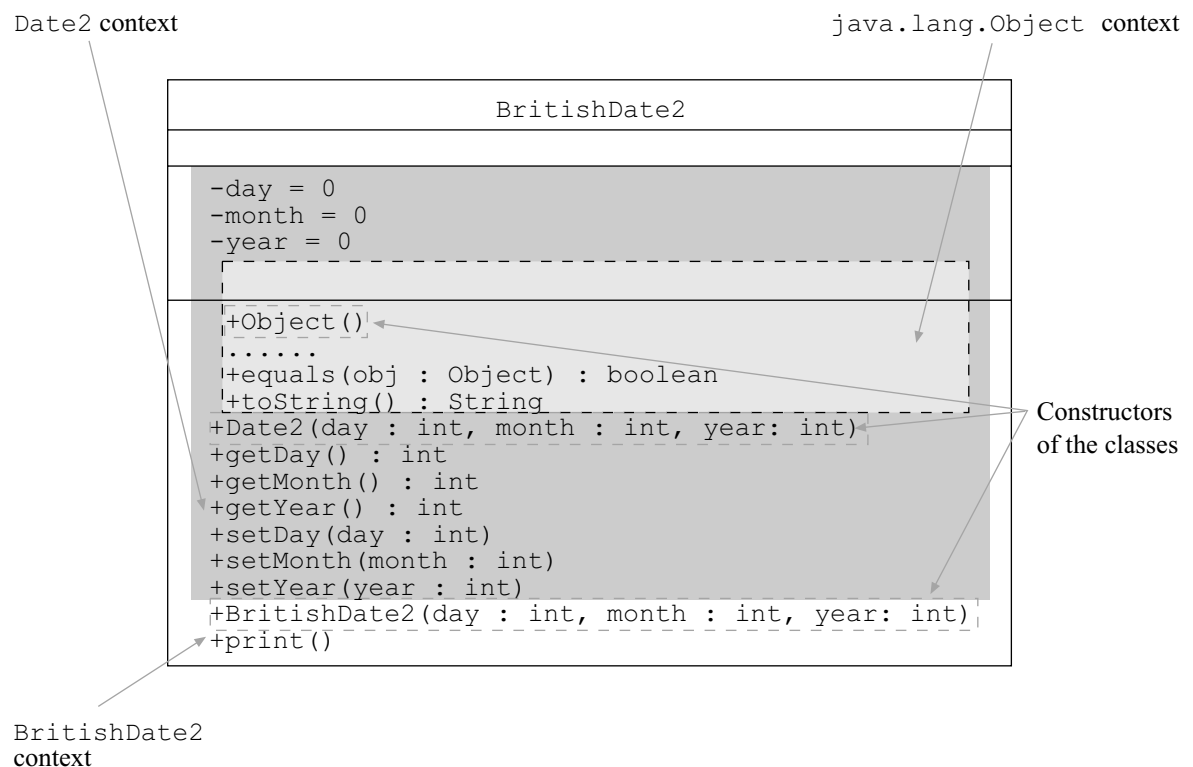 Date2 context
java.lang.Object context
BritishDate2
-day = 0
-month = 0
-year = 0
+Object()
......
+equals(obj : Object) : boolean
+toString() : String
+Date2(day : int, month : int, year: int)
+getDay() : int
+getMonth() : int
+getYear() : int
+setDay(day : int)
+setMonth(month : int)
+setYear(year : int)
+BritishDate2(day : int, month : int, year: int)
+print()
Constructors
of the classes
BritishDate2
context